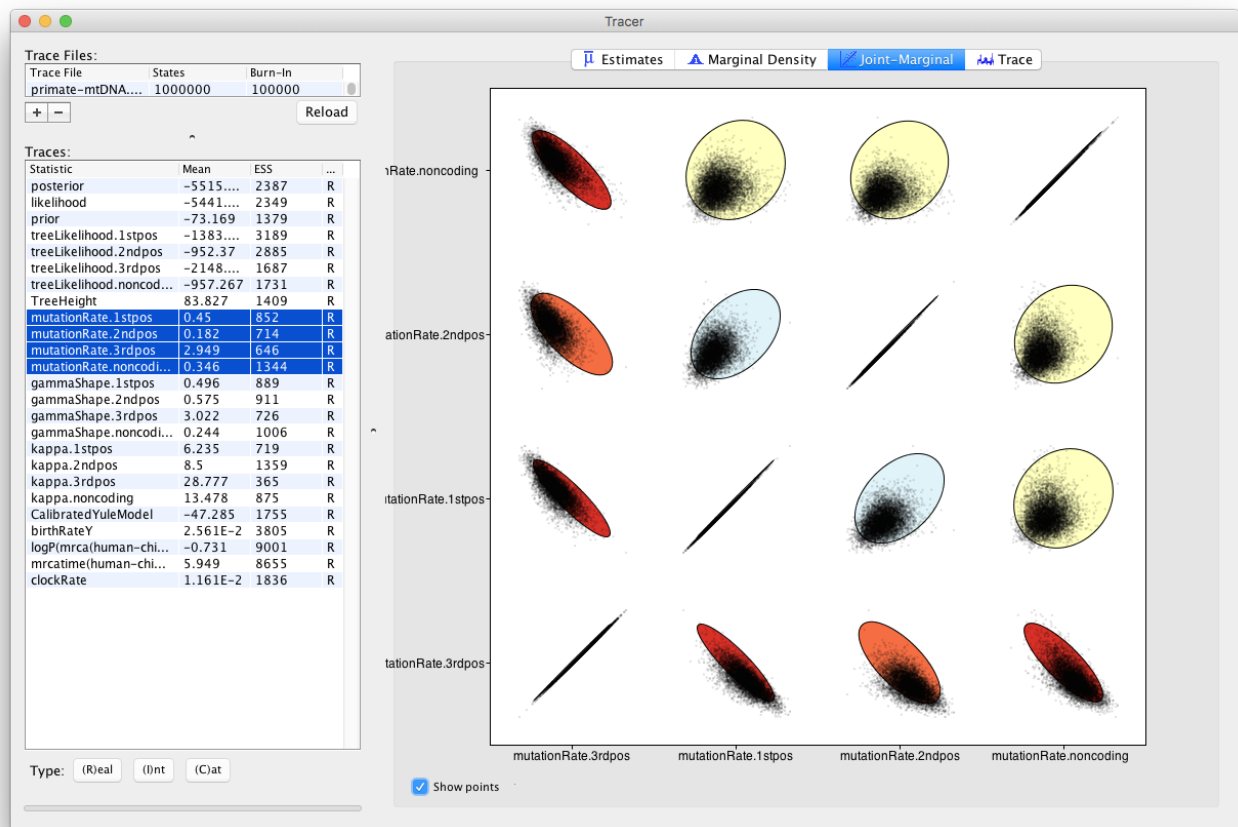 Tracer
Trace Files:
Trace File States Burn-In
primate-mtDNA.... 1000000 100000
+ − Reload
Traces:
Statistic Mean ESS ...
posterior -5515.... 2387 R
likelihood -5441.... 2349 R
prior -73.169 1379 R
treeLikelihood.1stpos -1383.... 3189 R
treeLikelihood.2ndpos -952.37 2885 R
treeLikelihood.3rdpos -2148.... 1687 R
treeLikelihood.noncod... -957.267 1731 R
TreeHeight 83.827 1409 R
mutationRate.1stpos 0.45 852 R
mutationRate.2ndpos 0.182 714 R
mutationRate.3rdpos 2.949 646 R
mutationRate.noncodi... 0.346 1344 R
gammaShape.1stpos 0.496 889 R
gammaShape.2ndpos 0.575 911 R
gammaShape.3rdpos 3.022 726 R
gammaShape.noncodi... 0.244 1006 R
kappa.1stpos 6.235 719 R
kappa.2ndpos 8.5 1359 R
kappa.3rdpos 28.777 365 R
kappa.noncoding 13.478 875 R
CalibratedYuleModel -47.285 1755 R
birthRateY 2.561E-2 3805 R
logP(mrca(human-chi... -0.731 9001 R
mrcatime(human-chi... 5.949 8655 R
clockRate 1.161E-2 1836 R
Type: (R)eal (I)nt (C)at
Estimates Marginal Density Joint-Marginal Trace
nRate.noncoding
ationRate.2ndpos
tationRate.1stpos
tationRate.3rdpos
mutationRate.3rdpos mutationRate.1stpos mutationRate.2ndpos mutationRate.noncoding
Show points